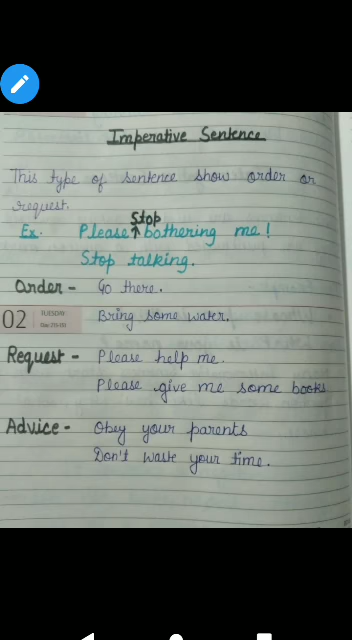 Imperative Sentence
This type of sentence show order or
request.
Stop
Ex. Please ↑ bothering me!
Stop talking.
Order - Go there.
02 TUESDAY
Bring some water.
Request - Please help me.
Please give me some books
Advice - Obey your parents
Don't waste your time.